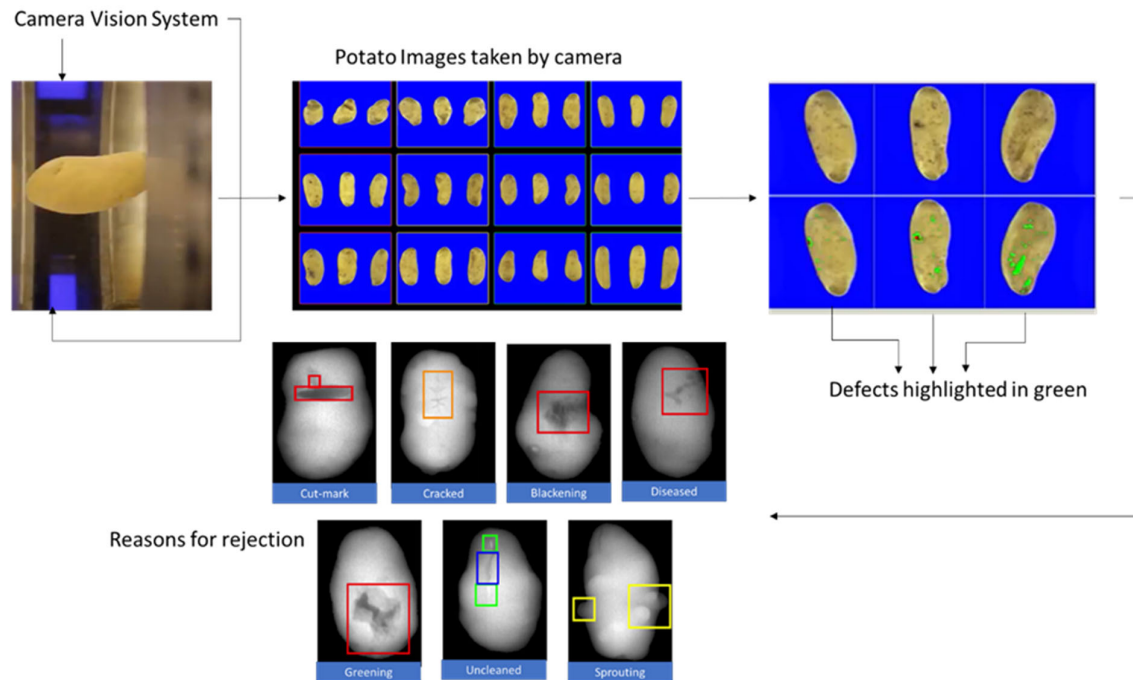 Camera Vision System
Potato Images taken by camera
Defects highlighted in green
Cut-mark
Cracked
Blackening
Diseased
Reasons for rejection
Greening
Uncleaned
Sprouting